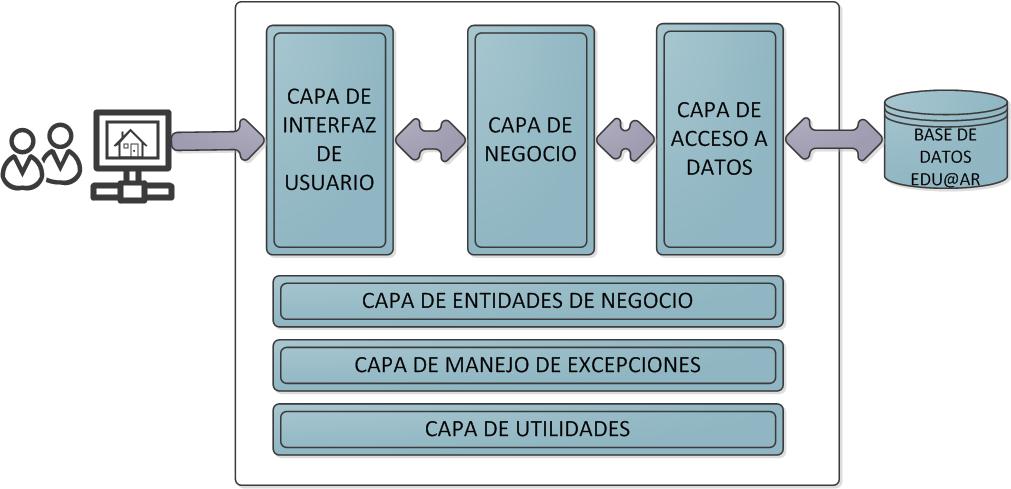 CAPA DE
INTERFAZ
DE
USUARIO
CAPA DE
NEGOCIO
CAPA DE
ACCESO A
DATOS
BASE DE
DATOS
EDU@AR
CAPA DE ENTIDADES DE NEGOCIO
CAPA DE MANEJO DE EXCEPCIONES
CAPA DE UTILIDADES